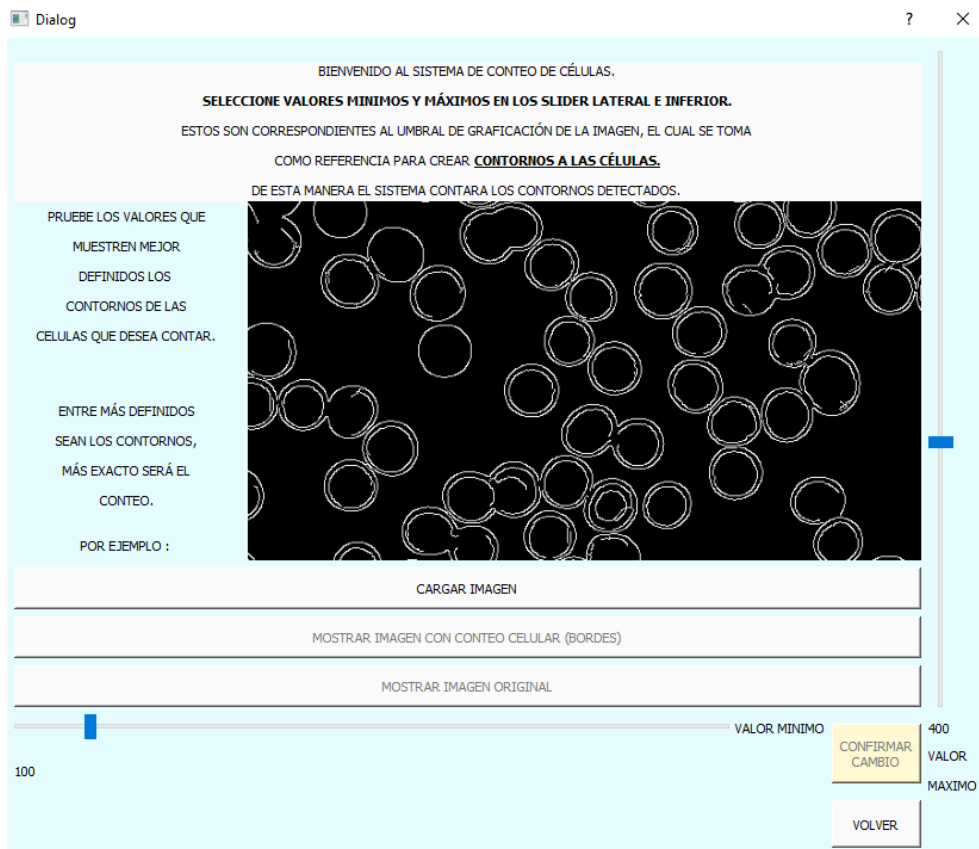 Dialog
?
BIENVENIDO AL SISTEMA DE CONTEO DE CÉLULAS.
SELECCIONE VALORES MINIMOS Y MÁXIMOS EN LOS SLIDER LATERAL E INFERIOR.
ESTOS SON CORRESPONDIENTES AL UMBRAL DE GRAFICACIÓN DE LA IMAGEN, EL CUAL SE TOMA
COMO REFERENCIA PARA CREAR CONTORNOS A LAS CÉLULAS.
DE ESTA MANERA EL SISTEMA CONTARA LOS CONTORNOS DETECTADOS.
PRUEBE LOS VALORES QUE
MUESTREN MEJOR
DEFINIDOS LOS
CONTORNOS DE LAS
CELULAS QUE DESEA CONTAR.
ENTRE MÁS DEFINIDOS
SEAN LOS CONTORNOS,
MÁS EXACTO SERÁ EL
CONTEO.
POR EJEMPLO :
CARGAR IMAGEN
MOSTRAR IMAGEN CON CONTEO CELULAR (BORDES)
MOSTRAR IMAGEN ORIGINAL
VALOR MINIMO
100
CONFIRMAR
CAMBIO
400
VALOR
MAXIMO
VOLVER